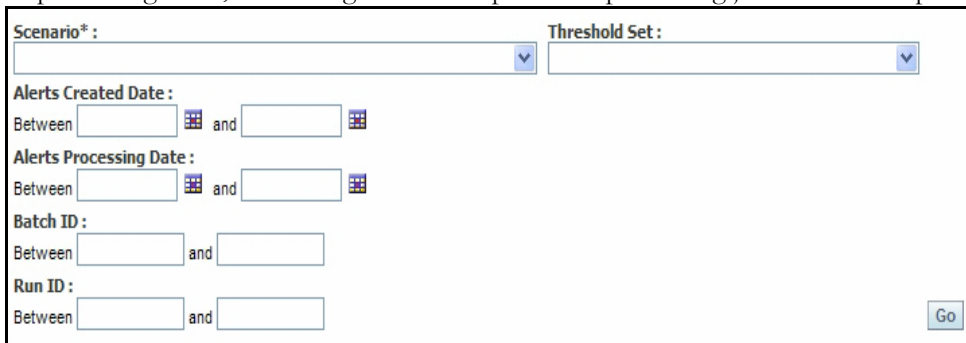 Scenario* : Threshold Set :
Alerts Created Date :
Between and
Alerts Processing Date :
Between and
Batch ID :
Between and
Run ID :
Between and
Go